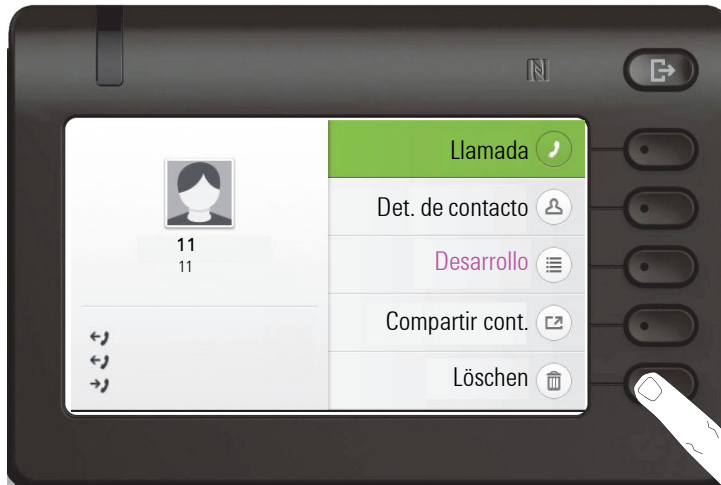 Llamada
Det. de contacto
11
11
Desarrollo
Compartir cont.
Löschen